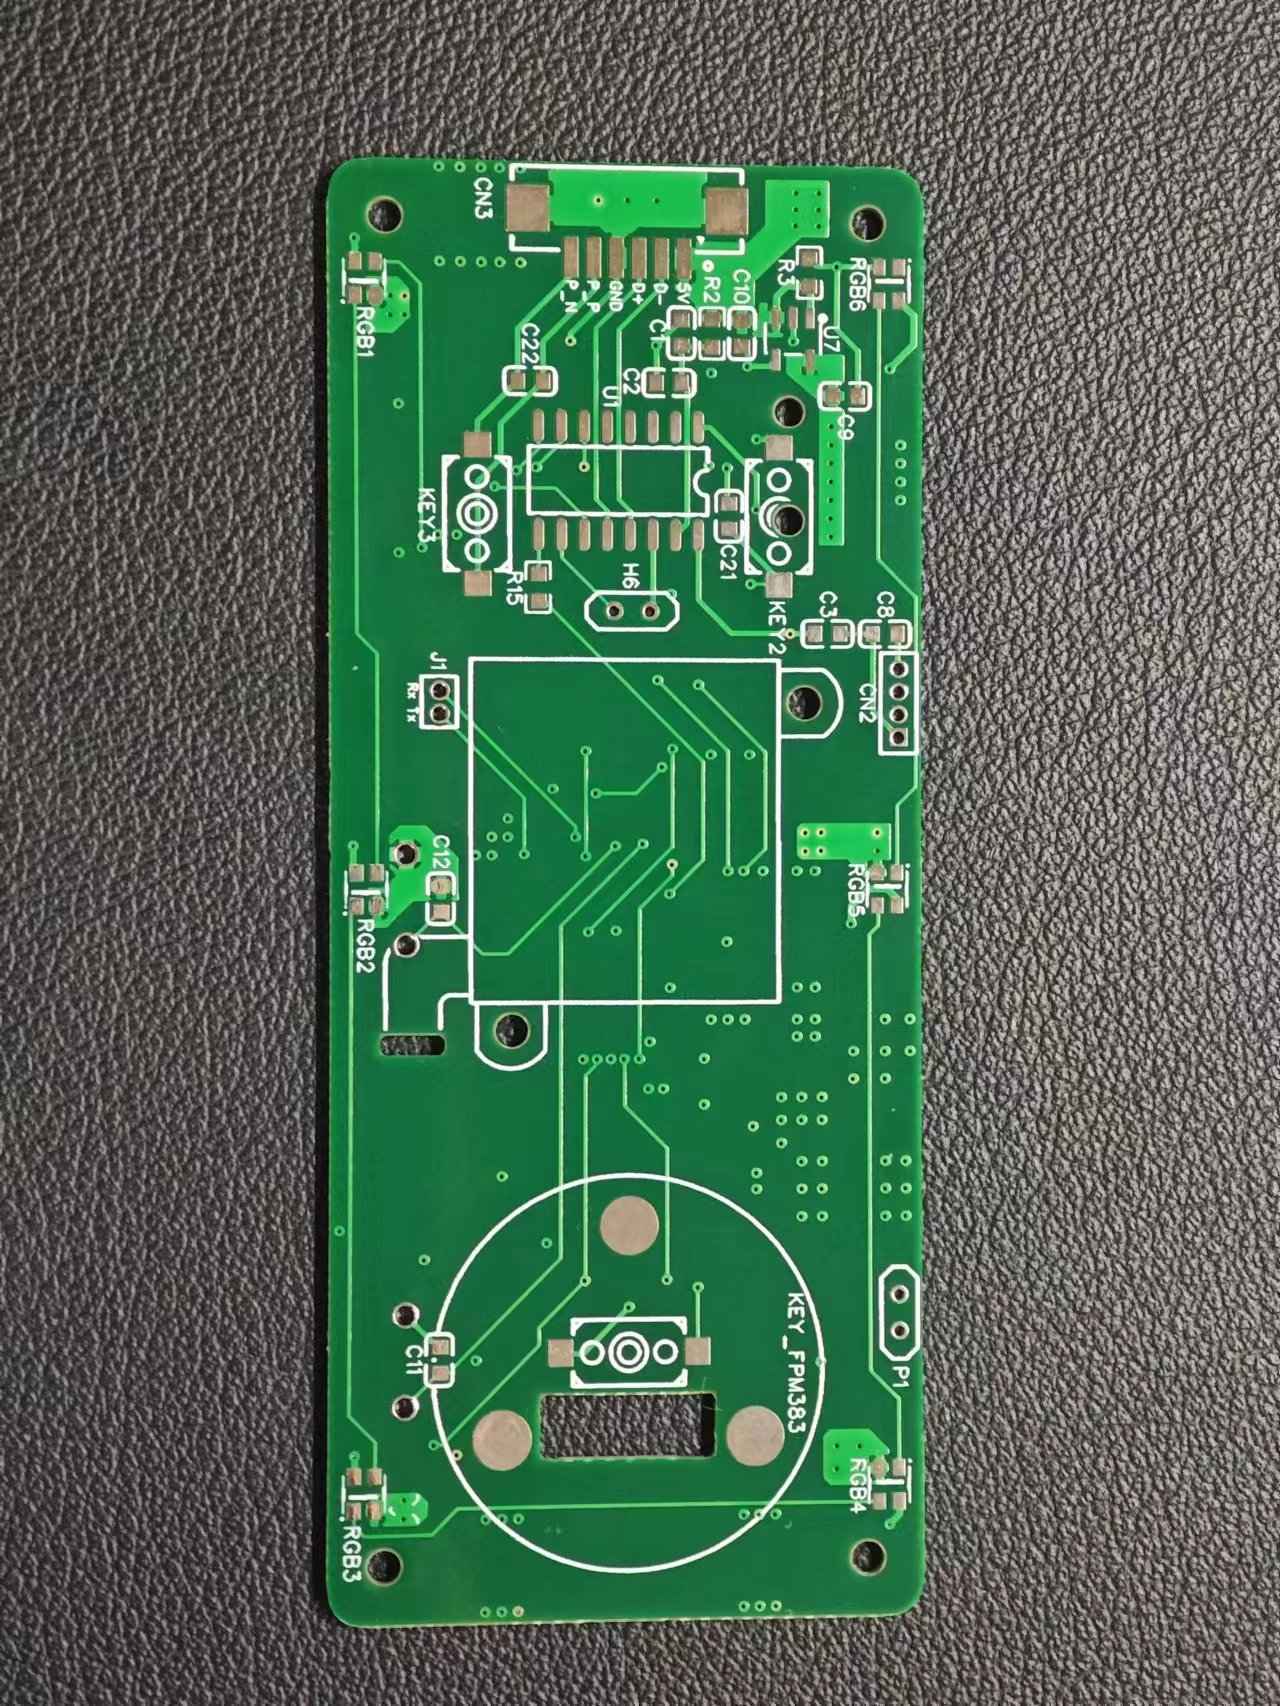 RGB6
C8
CN2
RGB5
P1
RGB4
C9
U7
C3
R3
KEY2
KEY_FPM383
C10
C21
R2
5V
C1
D-
D+
C2
H6
GND
U1
P_P
P_N
C22
R15
CN3
KEY3
J1
Rx Tx
C12
C11
RGB1
RGB2
RGB3